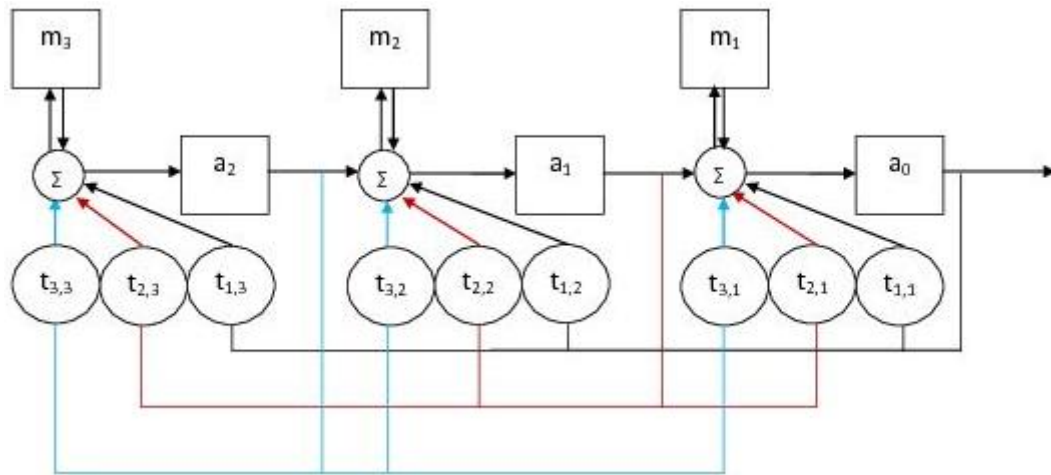 m₃ m₂ m₁
Σ a₂ Σ a₁ Σ a₀
t₃,₃ t₂,₃ t₁,₃ t₃,₂ t₂,₂ t₁,₂ t₃,₁ t₂,₁ t₁,₁